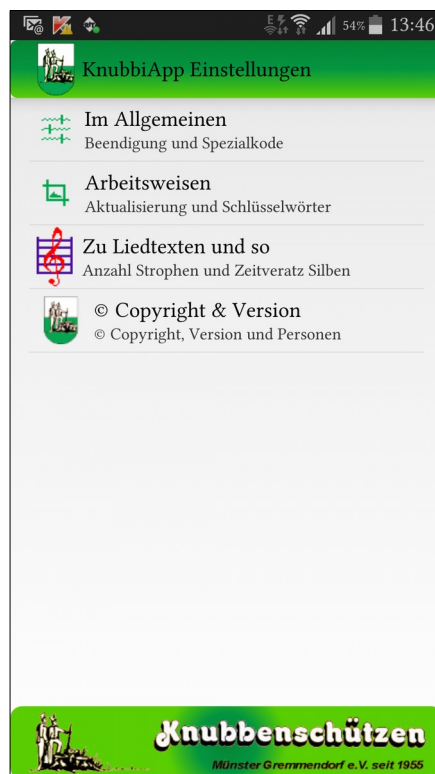 54% 13:46
KnubbiApp Einstellungen
Im Allgemeinen
Beendigung und Spezialkode
Arbeitsweisen
Aktualisierung und Schlüsselwörter
Zu Liedtexten und so
Anzahl Strophen und Zeitveratz Silben
© Copyright & Version
© Copyright, Version und Personen
Knubbenschützen
Münster Gremmendorf e.V. seit 1955